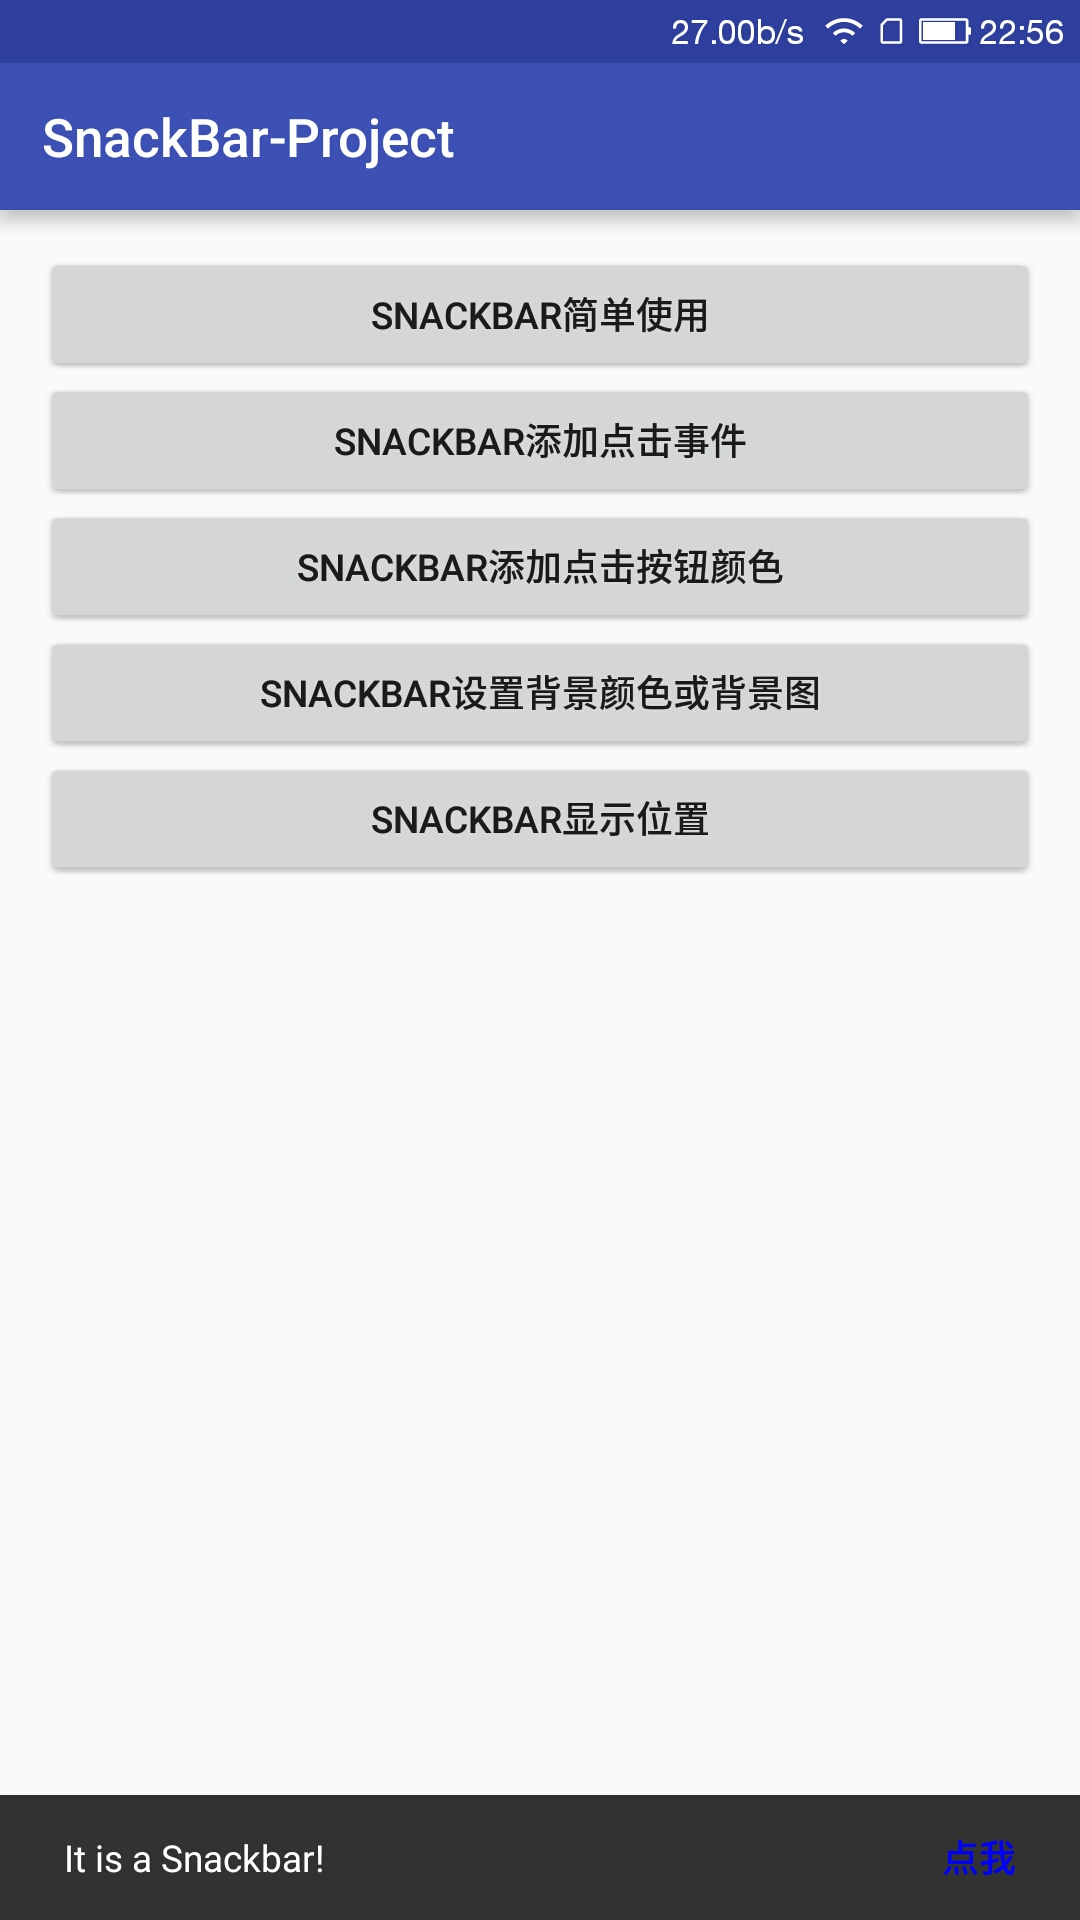 27.00b/s 22:56
SnackBar-Project
SNACKBAR简单使用
SNACKBAR添加点击事件
SNACKBAR添加点击按钮颜色
SNACKBAR设置背景颜色或背景图
SNACKBAR显示位置
It is a Snackbar! 点我